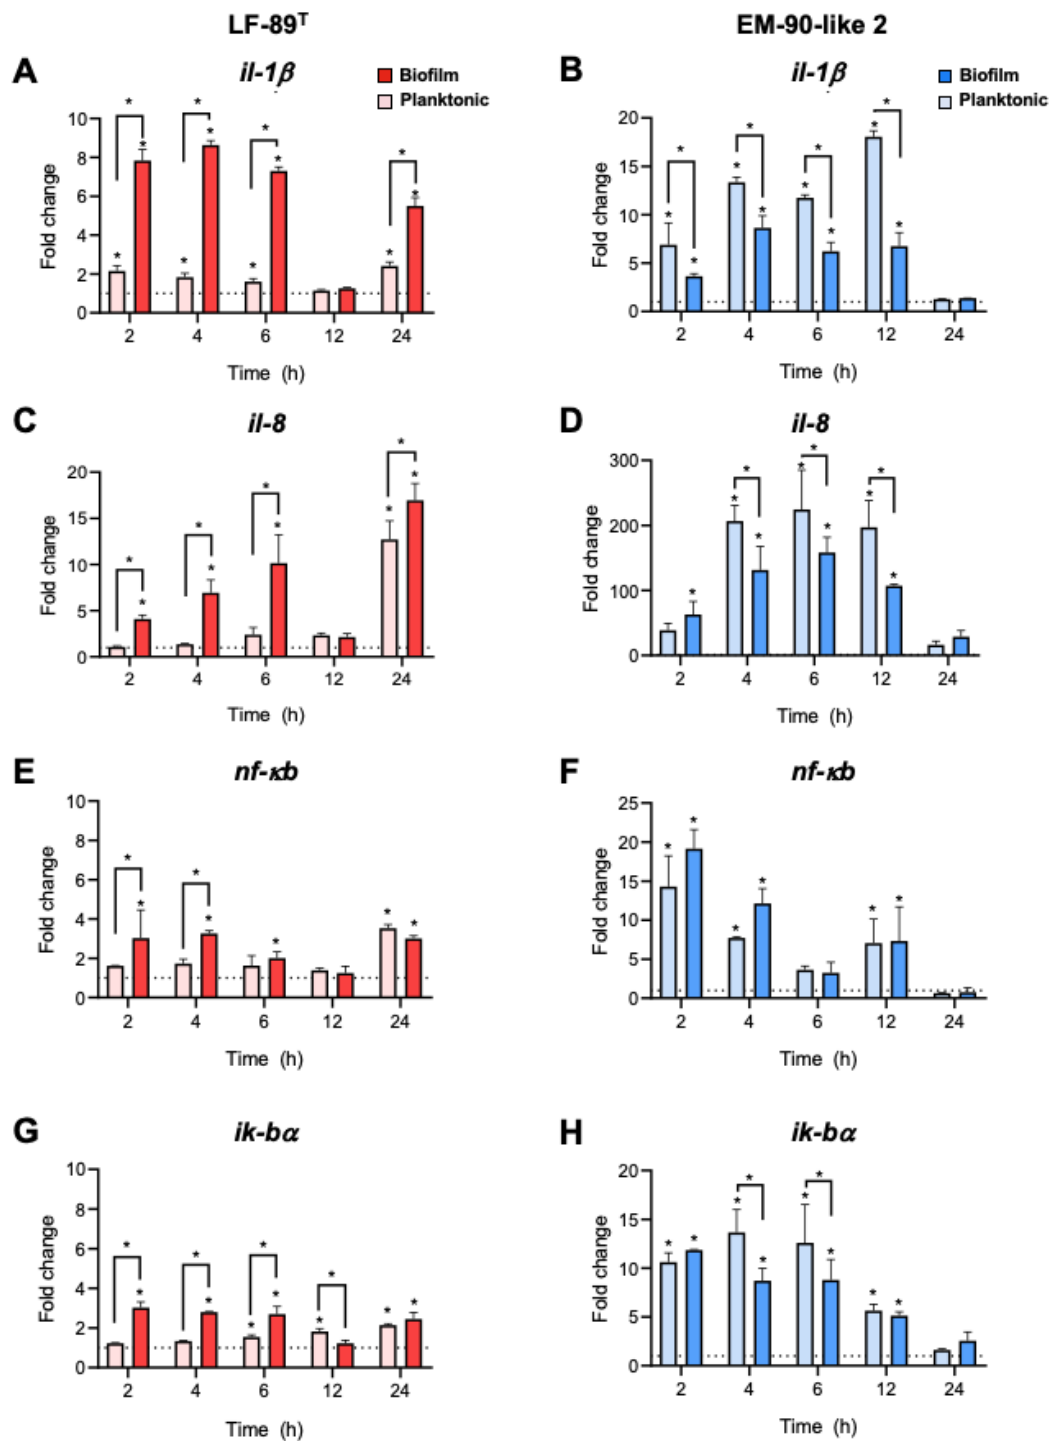 LF-89ᵀ
EM-90-like 2
A
il-1β
Biofilm
Planktonic
B
il-1β
Biofilm
Planktonic
Fold change
10
8
6
4
2
0
* * * * * * * * * * *
2 4 6 12 24
Time (h)
Fold change
20
15
10
5
0
* * * * * * * * * * * *
2 4 6 12 24
Time (h)
C
il-8
D
il-8
Fold change
20
15
10
5
0
* * * * * * * * *
2 4 6 12 24
Time (h)
Fold change
300
200
100
0
* * * * * * * * * *
2 4 6 12 24
Time (h)
E
nf-κb
F
nf-κb
Fold change
10
8
6
4
2
0
* * * * * * *
2 4 6 12 24
Time (h)
Fold change
25
20
15
10
5
0
* * * * * *
2 4 6 12 24
Time (h)
G
ik-bα
H
ik-bα
Fold change
10
8
6
4
2
0
* * * * * * * * * * *
2 4 6 12 24
Time (h)
Fold change
20
15
10
5
0
* * * * * * * * * *
2 4 6 12 24
Time (h)